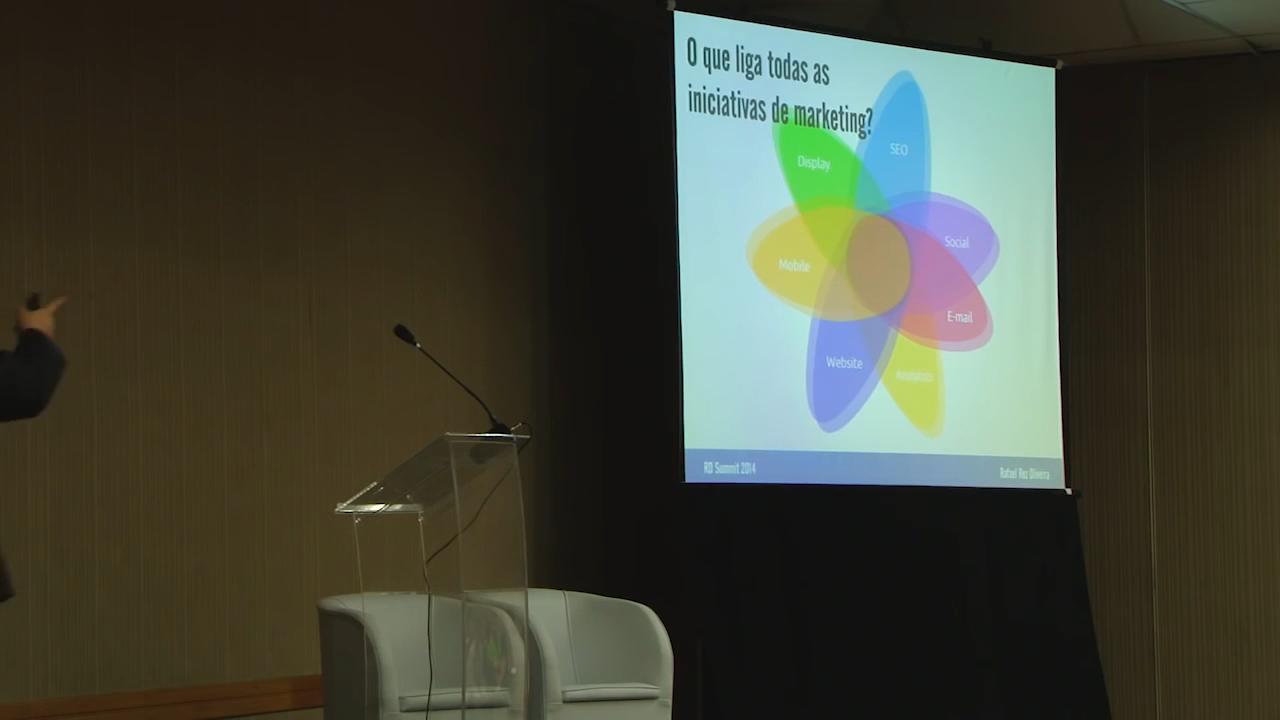 O que liga todas as
iniciativas de marketing?
SEO
Display
Social
Mobile
E-mail
Website
RD Summit 2014
Rafael Rez Oliveira